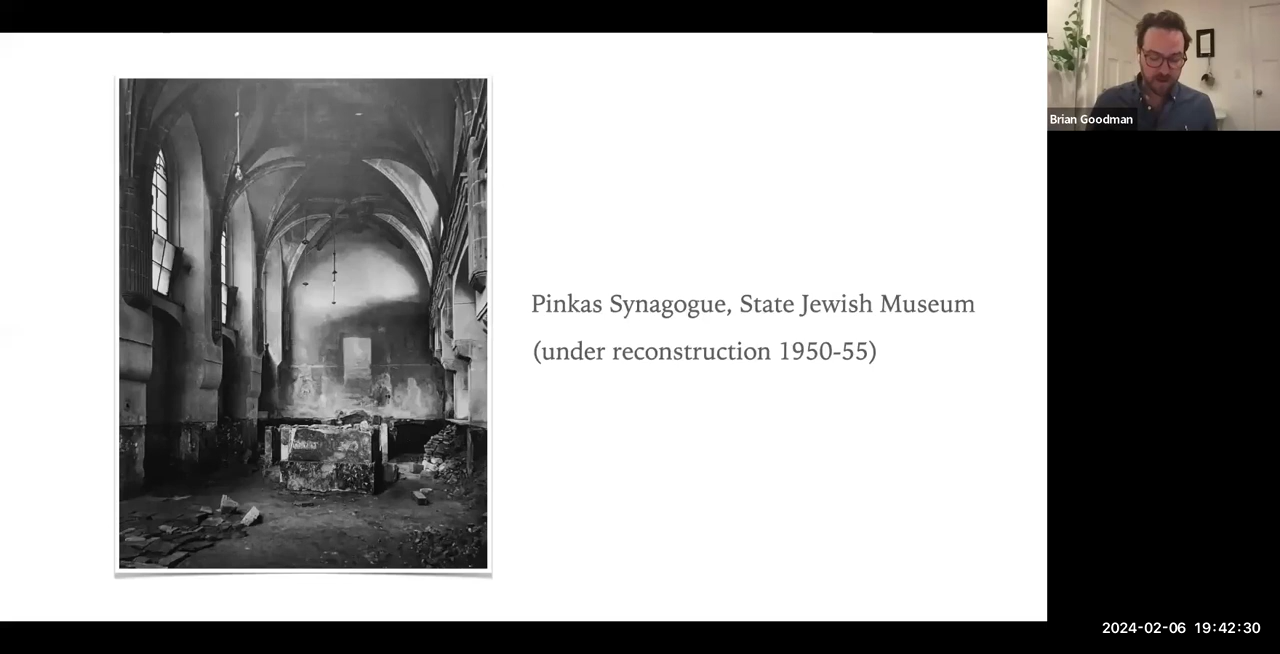 Pinkas Synagogue, State Jewish Museum
(under reconstruction 1950-55)
Brian Goodman
2024-02-06 19:42:30